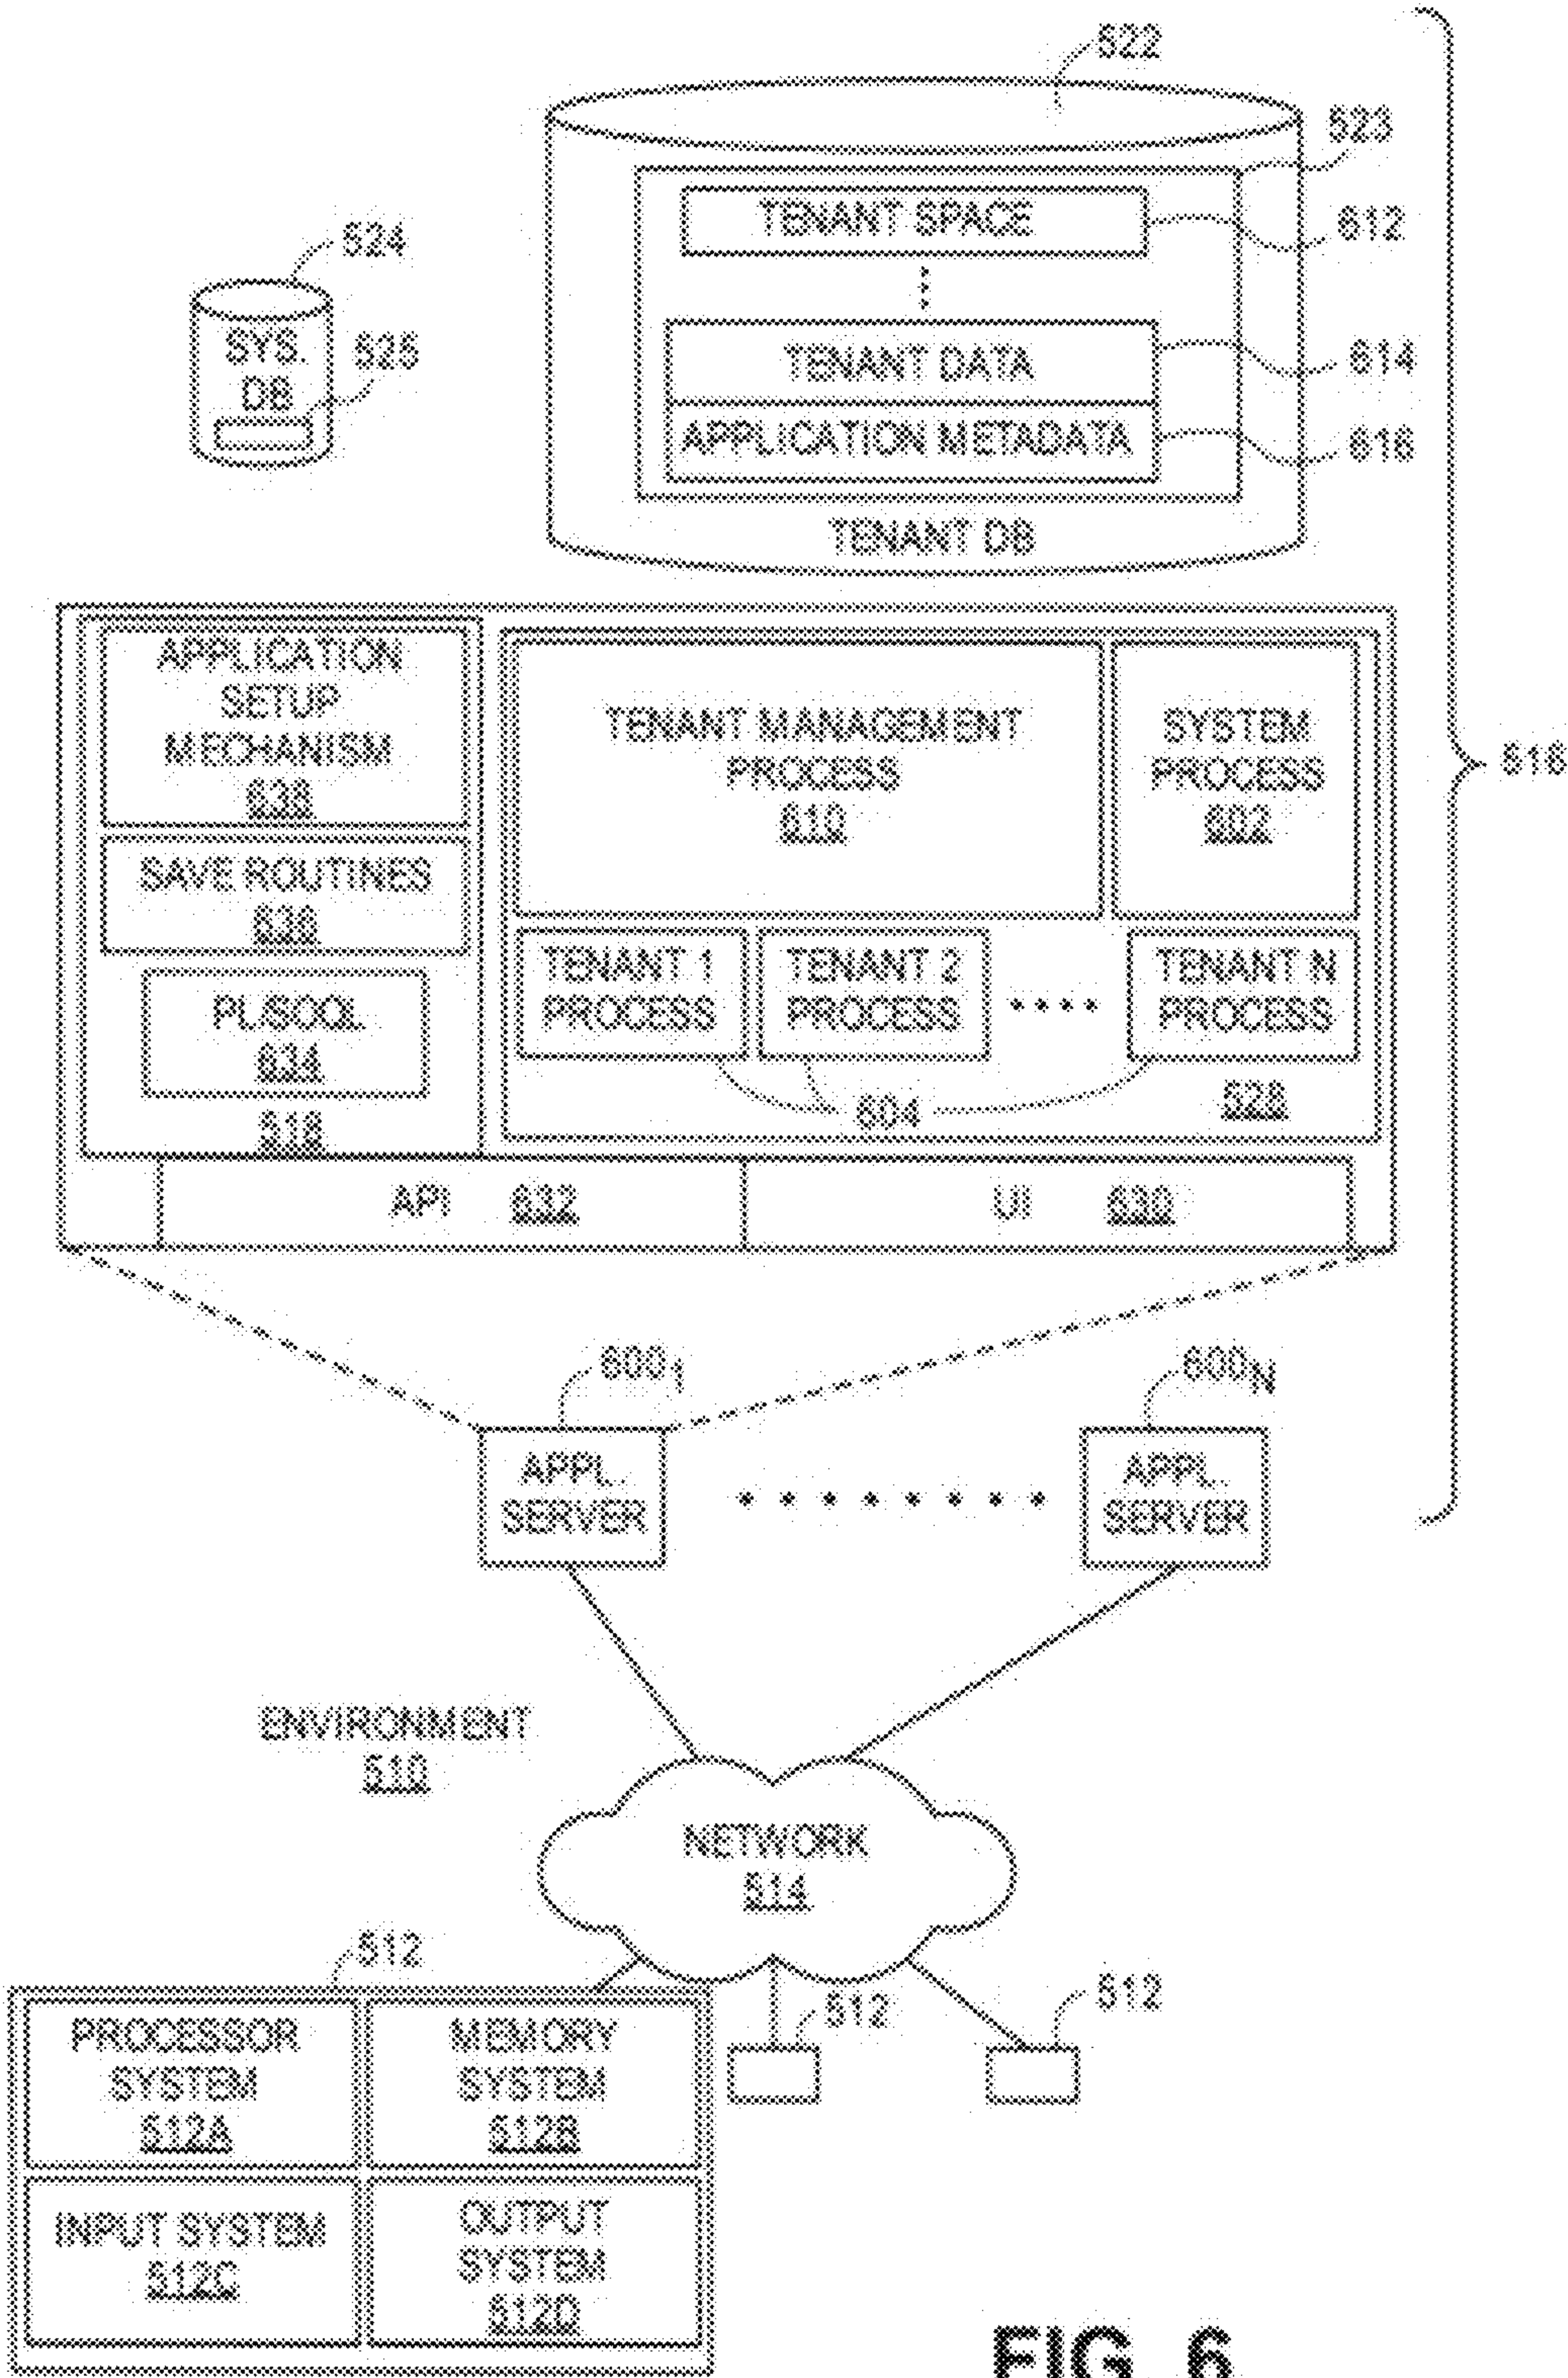 522
523
TENANT SPACE
612
524
SYS.
DB
525
TENANT DATA
614
APPLICATION METADATA
616
TENANT DB
APPLICATION
SETUP
MECHANISM
638
TENANT MANAGEMENT
PROCESS
610
SYSTEM
PROCESS
602
516
SAVE ROUTINES
636
TENANT 1
PROCESS
TENANT 2
PROCESS
TENANT N
PROCESS
PL/SOQL
634
518
604
528
API 632
UI 630
600 1
600 N
APPL.
SERVER
APPL.
SERVER
ENVIRONMENT
510
NETWORK
514
512
512
512
PROCESSOR
SYSTEM
512A
MEMORY
SYSTEM
512B
INPUT SYSTEM
512C
OUTPUT
SYSTEM
512D
FIG. 6